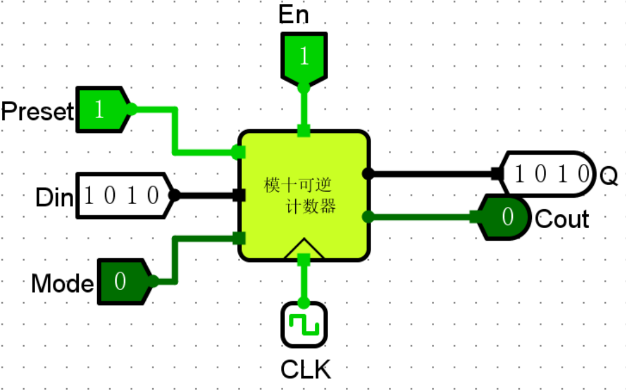 En
1
Preset 1
模十可逆
计数器
Din 1 0 1 0
1 0 1 0 Q
0 Cout
Mode 0
CLK